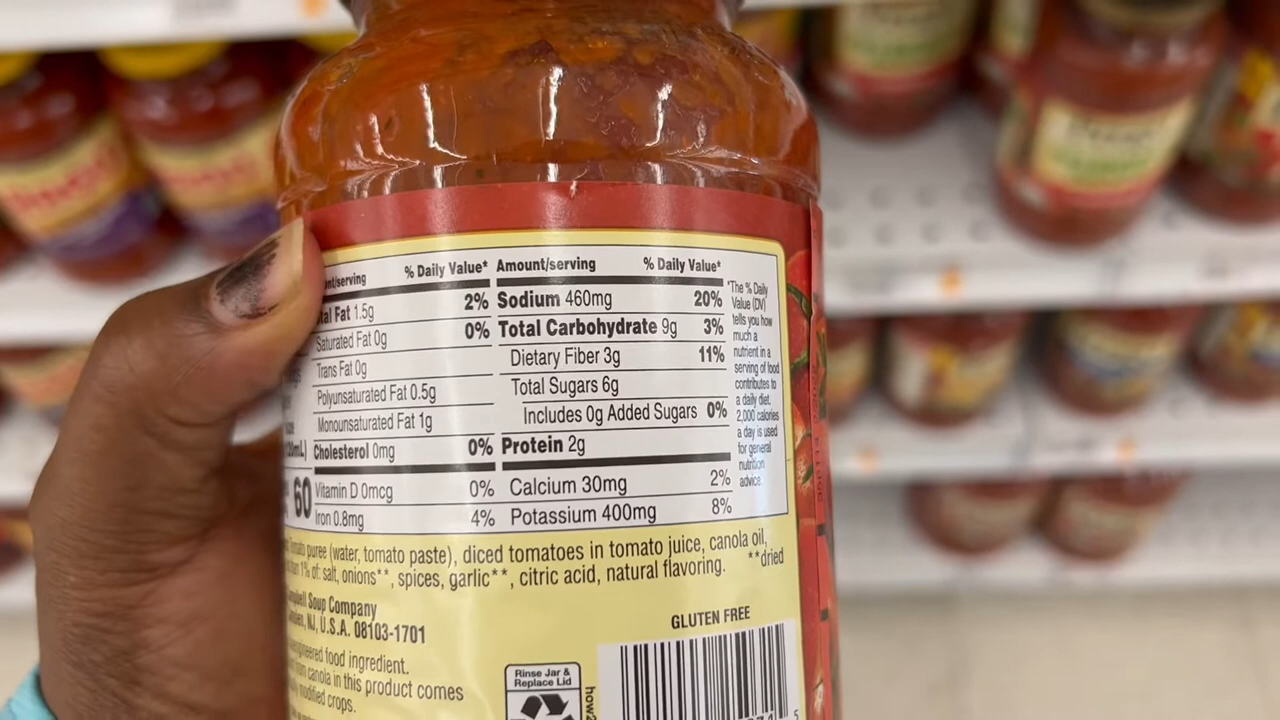 % Daily Value*
Amount/serving % Daily Value*
Fat 1.5g 2%
Saturated Fat 0g 0%
Trans Fat 0g
Polyunsaturated Fat 0.5g
Monounsaturated Fat 1g
Cholesterol 0mg 0%
Sodium 460mg 20%
Total Carbohydrate 9g 3%
Dietary Fiber 3g 11%
Total Sugars 6g
Includes 0g Added Sugars 0%
Protein 2g
60
Vitamin D 0mcg 0%
Calcium 30mg 2%
Iron 0.8mg 4%
Potassium 400mg 8%
*The % Daily
Value (DV)
tells you how
much a
nutrient in a
serving of food
contributes to
a daily diet.
2,000 calories
a day is used
for general
nutrition
advice.
puree (water, tomato paste), diced tomatoes in tomato juice, canola oil,
1% of: salt, onions**, spices, garlic**, citric acid, natural flavoring. **dried
Soup Company
NJ, U.S.A. 08103-1701
food ingredient.
canola in this product comes
modified crops.
GLUTEN FREE
Rinse Jar &
Replace Lid